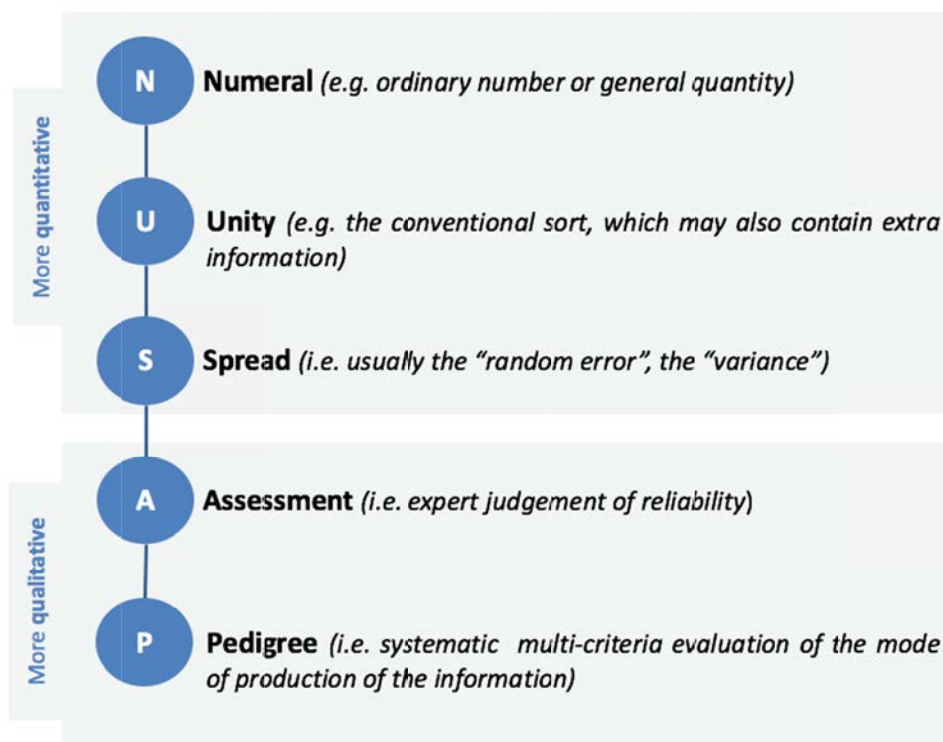 N Numeral (e.g. ordinary number or general quantity)
More quantitative
U Unity (e.g. the conventional sort, which may also contain extra
information)
S Spread (i.e. usually the “random error”, the “variance”)
A Assessment (i.e. expert judgement of reliability)
More qualitative
P Pedigree (i.e. systematic multi-criteria evaluation of the mode
of production of the information)